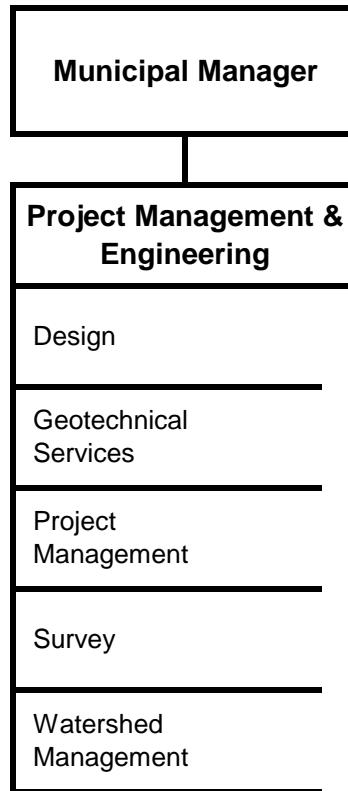 Municipal Manager
Project Management &
Engineering
Design
Geotechnical
Services
Project
Management
Survey
Watershed
Management